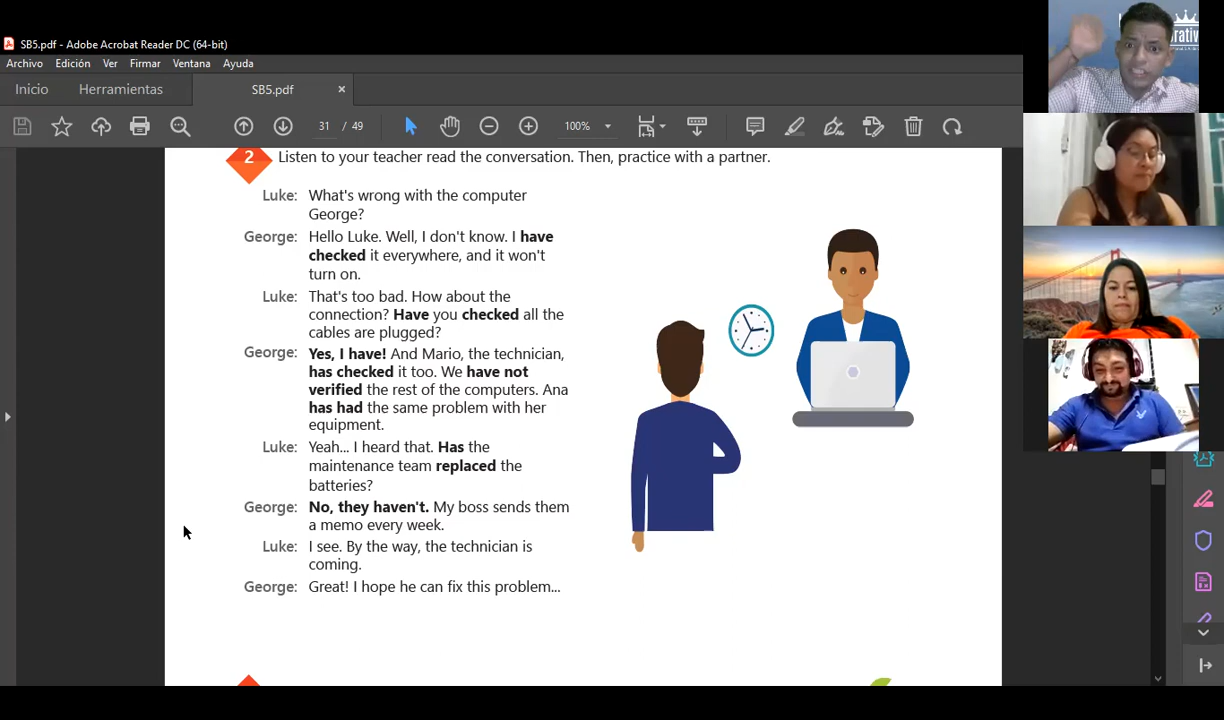 SB5.pdf - Adobe Acrobat Reader DC (64-bit)
Archivo Edición Ver Firmar Ventana Ayuda
Inicio Herramientas SB5.pdf ×
31 / 49 100%
2 Listen to your teacher read the conversation. Then, practice with a partner.
Luke: What's wrong with the computer
George?
George: Hello Luke. Well, I don't know. I have
checked it everywhere, and it won't
turn on.
Luke: That's too bad. How about the
connection? Have you checked all the
cables are plugged?
George: Yes, I have! And Mario, the technician,
has checked it too. We have not
verified the rest of the computers. Ana
has had the same problem with her
equipment.
Luke: Yeah... I heard that. Has the
maintenance team replaced the
batteries?
George: No, they haven't. My boss sends them
a memo every week.
Luke: I see. By the way, the technician is
coming.
George: Great! I hope he can fix this problem...